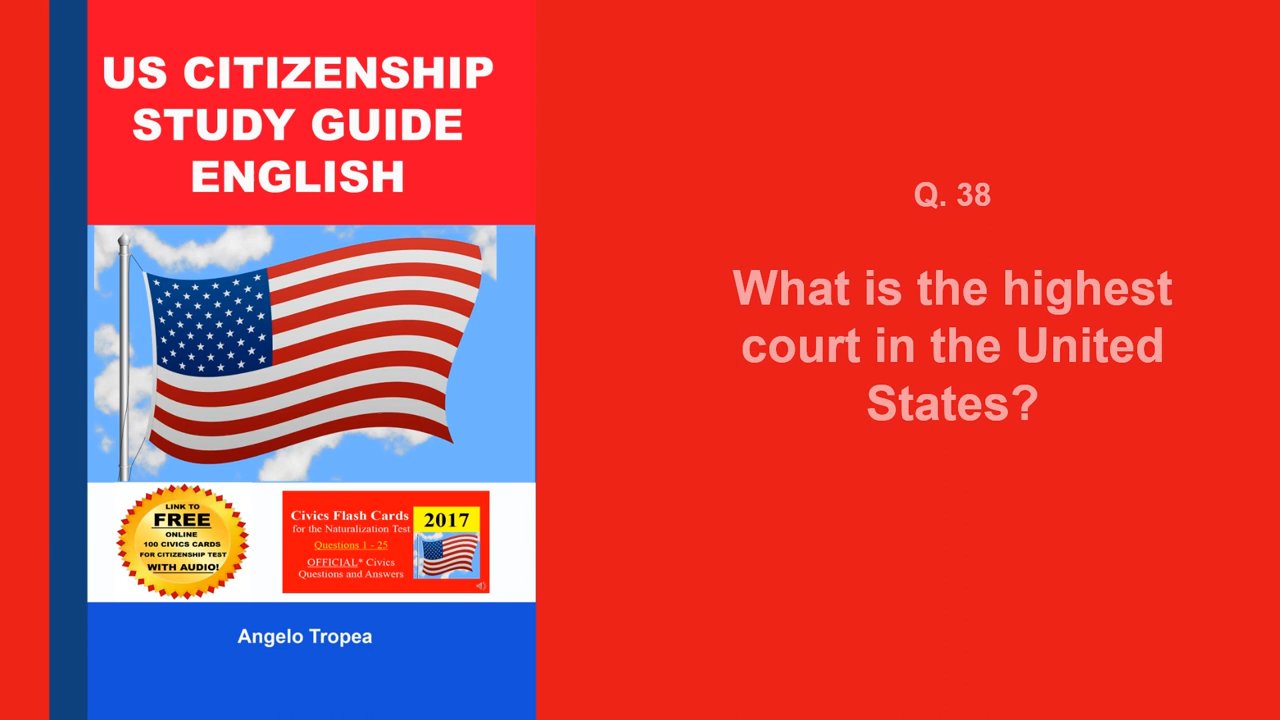 US CITIZENSHIP
STUDY GUIDE
ENGLISH
LINK TO
FREE
ONLINE
100 CIVICS CARDS
FOR CITIZENSHIP TEST
WITH AUDIO!
Civics Flash Cards
for the Naturalization Test
Questions 1 - 25
OFFICIAL* Civics
Questions and Answers
2017
Angelo Tropea
Q. 38
What is the highest
court in the United
States?